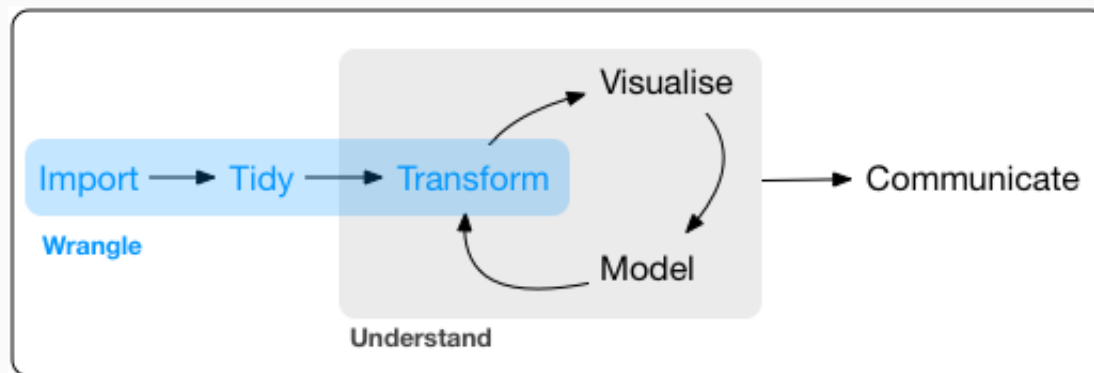 Visualise
Import Tidy Transform Communicate
Wrangle
Model
Understand